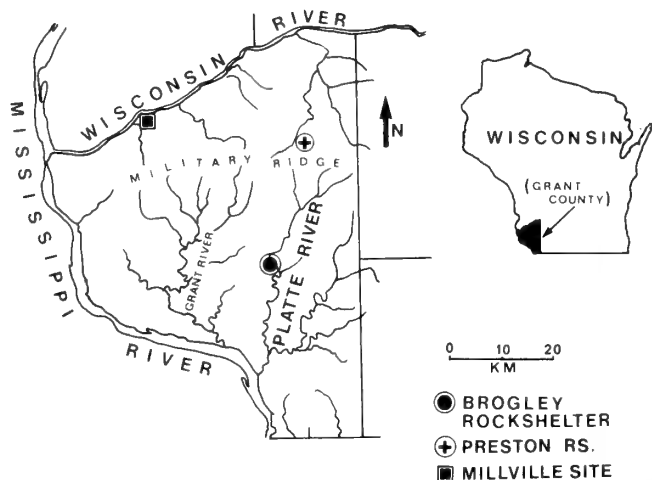 WISCONSIN RIVER
MISSISSIPPI RIVER
N
MILITARY RIDGE
GRANT RIVER
PLATTE RIVER
WISCONSIN
(GRANT
COUNTY)
0 20
KM
BROGLEY
ROCKSHELTER
PRESTON RS.
MILLVILLE SITE